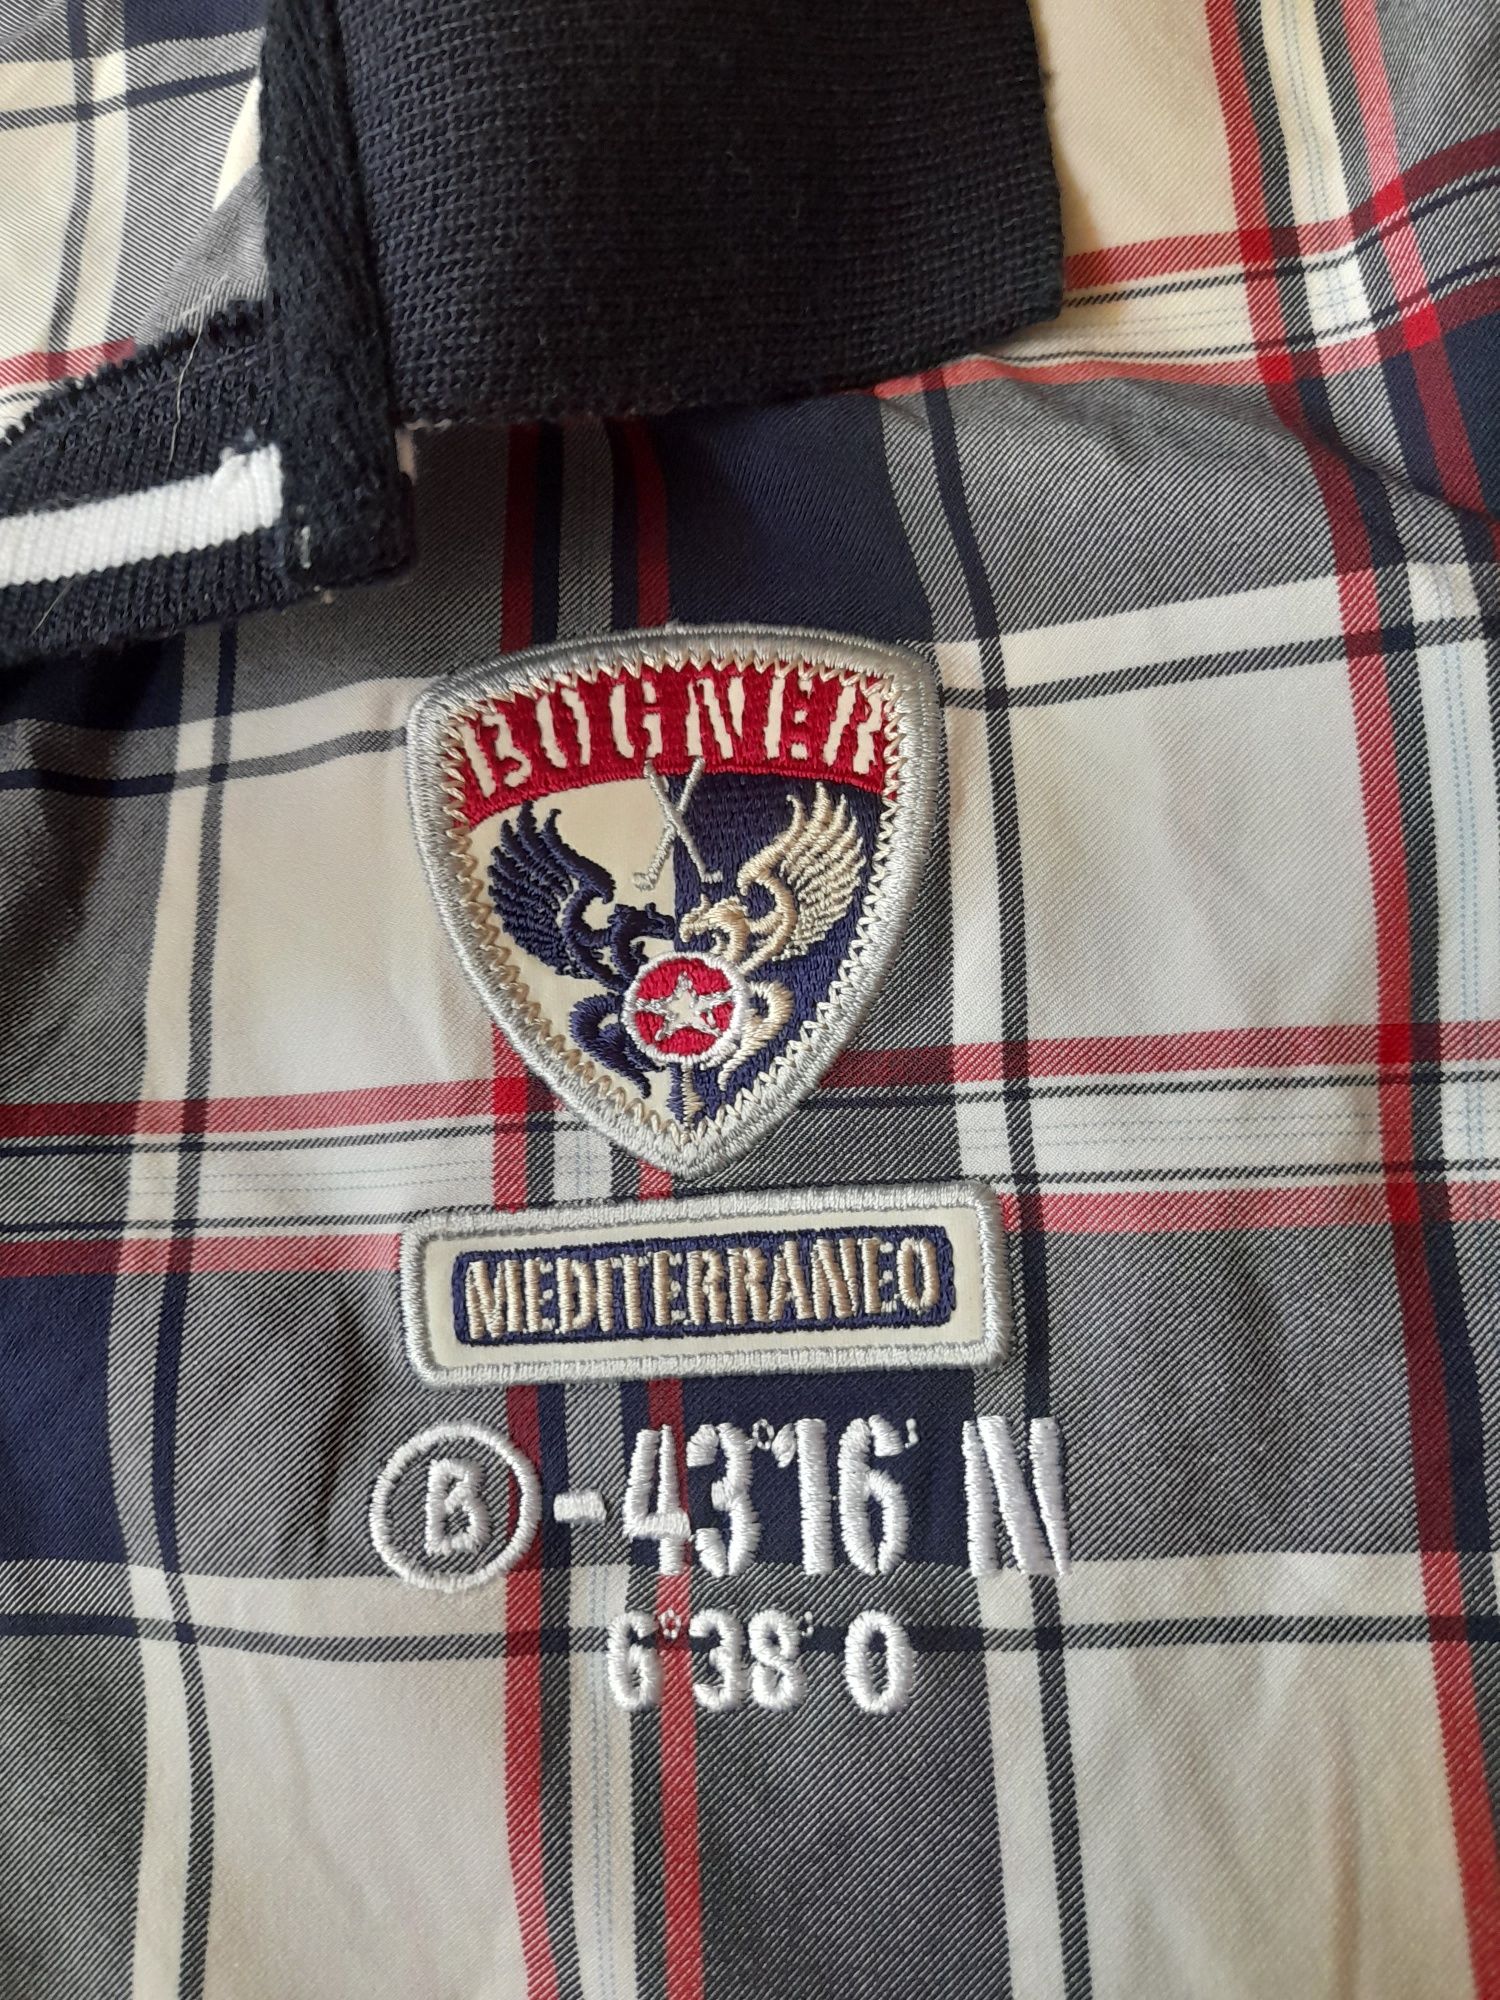 BOGNER
MEDITERRANEO
B - 43°16' N
6°38' O